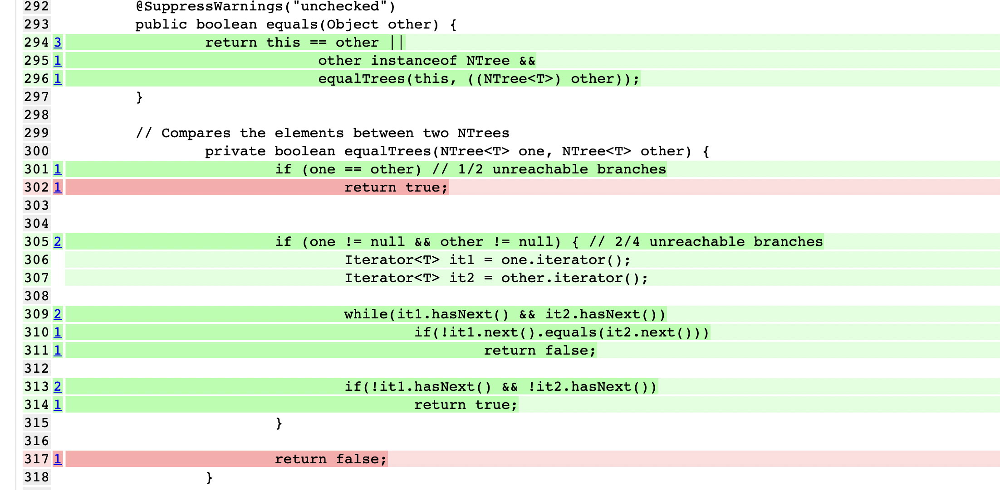 292 @SuppressWarnings("unchecked")
293 public boolean equals(Object other) {
294 3 return this == other ||
295 1 other instanceof NTree &&
296 1 equalTrees(this, ((NTree<T>) other));
297 }
298
299 // Compares the elements between two NTrees
300 private boolean equalTrees(NTree<T> one, NTree<T> other) {
301 1 if (one == other) // 1/2 unreachable branches
302 1 return true;
303
304
305 2 if (one != null && other != null) { // 2/4 unreachable branches
306 Iterator<T> it1 = one.iterator();
307 Iterator<T> it2 = other.iterator();
308
309 2 while(it1.hasNext() && it2.hasNext())
310 1 if(!it1.next().equals(it2.next()))
311 1 return false;
312
313 2 if(!it1.hasNext() && !it2.hasNext())
314 1 return true;
315 }
316
317 1 return false;
318 }